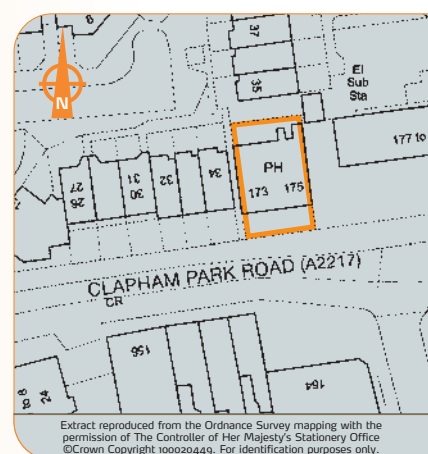 8
37
35
El
Sub
Sta
N
177 to
PH
173 175
34
32
31
30
27
26
CLAPHAM PARK ROAD (A2217)
CR
156
164
24
Extract reproduced from the Ordnance Survey mapping with the
permission of The Controller of Her Majesty's Stationery Office
©Crown Copyright 100020449. For identification purposes only.